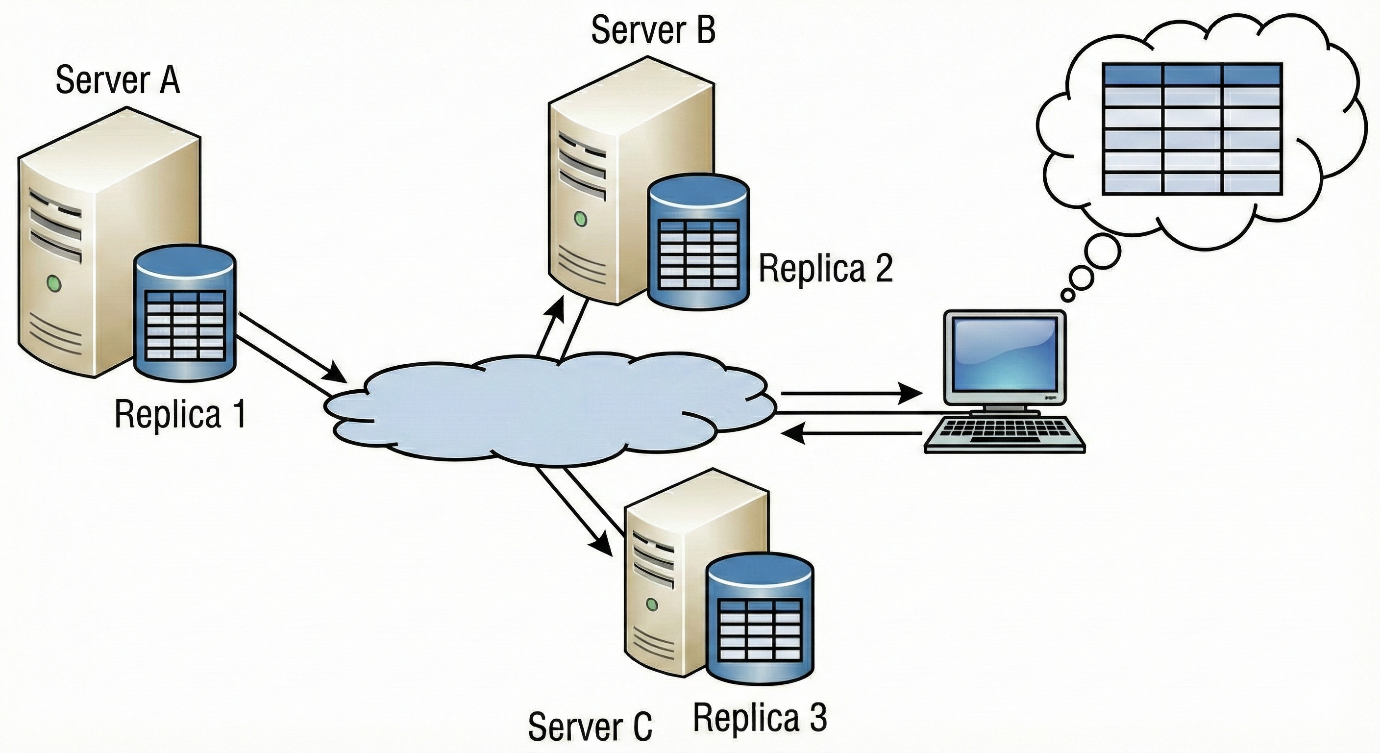 Server A
Replica 1
Server B
Replica 2
Server C
Replica 3